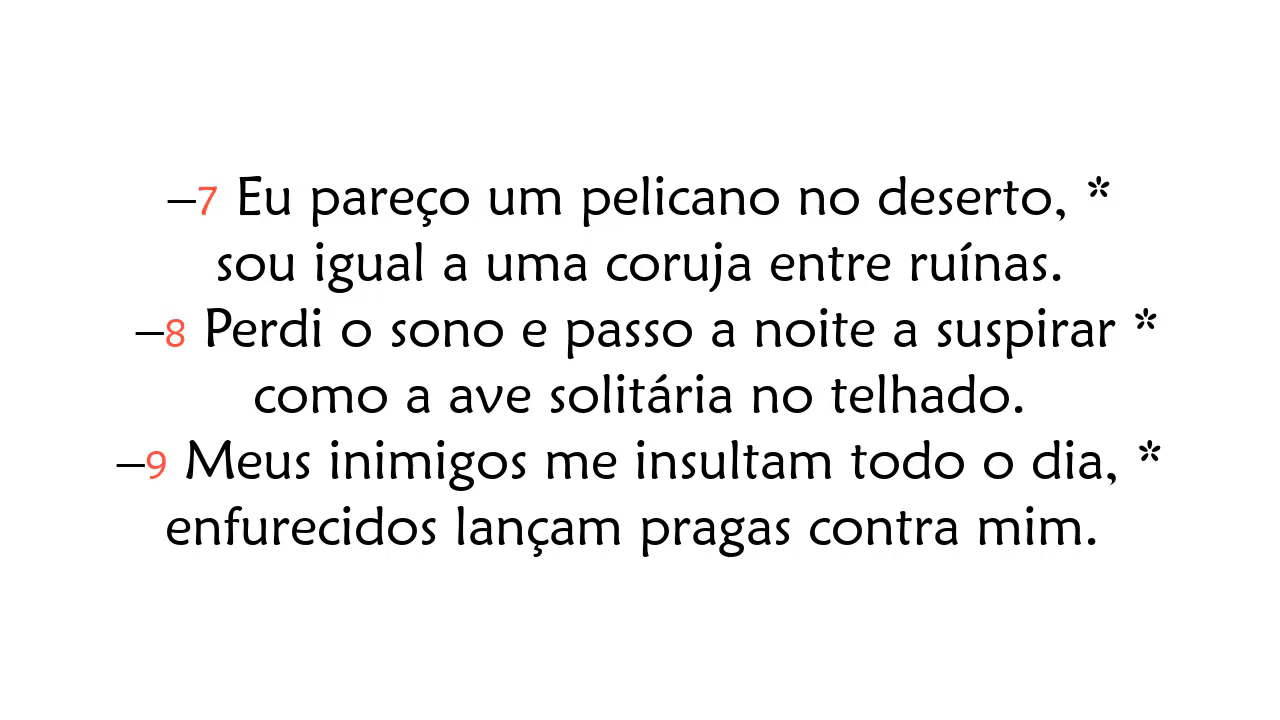 –7 Eu pareço um pelicano no deserto, *
sou igual a uma coruja entre ruínas.
–8 Perdi o sono e passo a noite a suspirar *
como a ave solitária no telhado.
–9 Meus inimigos me insultam todo o dia, *
enfurecidos lançam pragas contra mim.